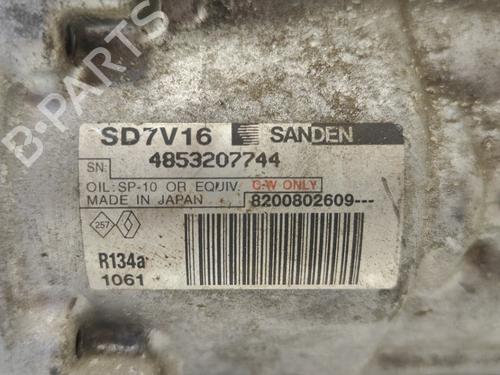 SD7V16 SANDEN
SN: 4853207744
OIL: SP-10 OR EQUIV. C-W ONLY
MADE IN JAPAN 8200802609---
257
R134a
1061
B-PARTS